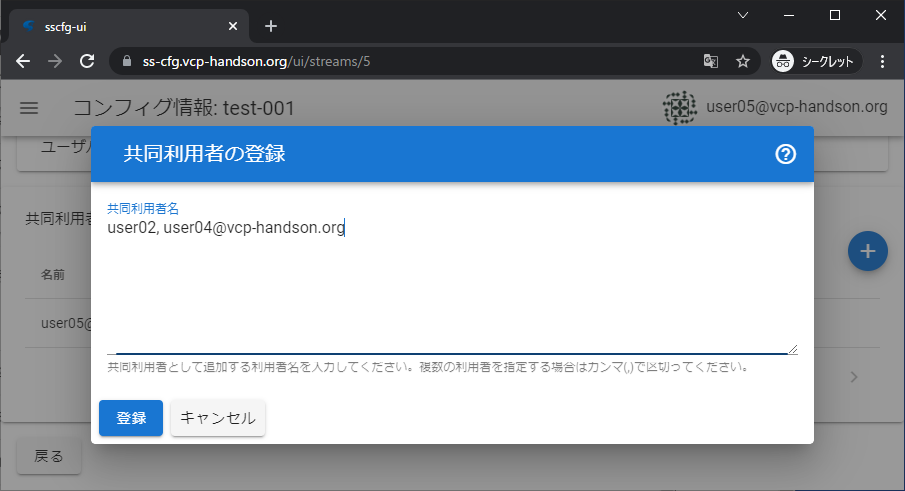 sscfg-ui
ss-cfg.vcp-handson.org/ui/streams/5
シークレット
コンフィグ情報: test-001
user05@vcp-handson.org
ユーザ
共同利用者の登録
共同利用者
共同利用者名
user02, user04@vcp-handson.org
名前
user05@
共同利用者として追加する利用者名を入力してください。複数の利用者を指定する場合はカンマ(,)で区切ってください。
登録
キャンセル
戻る